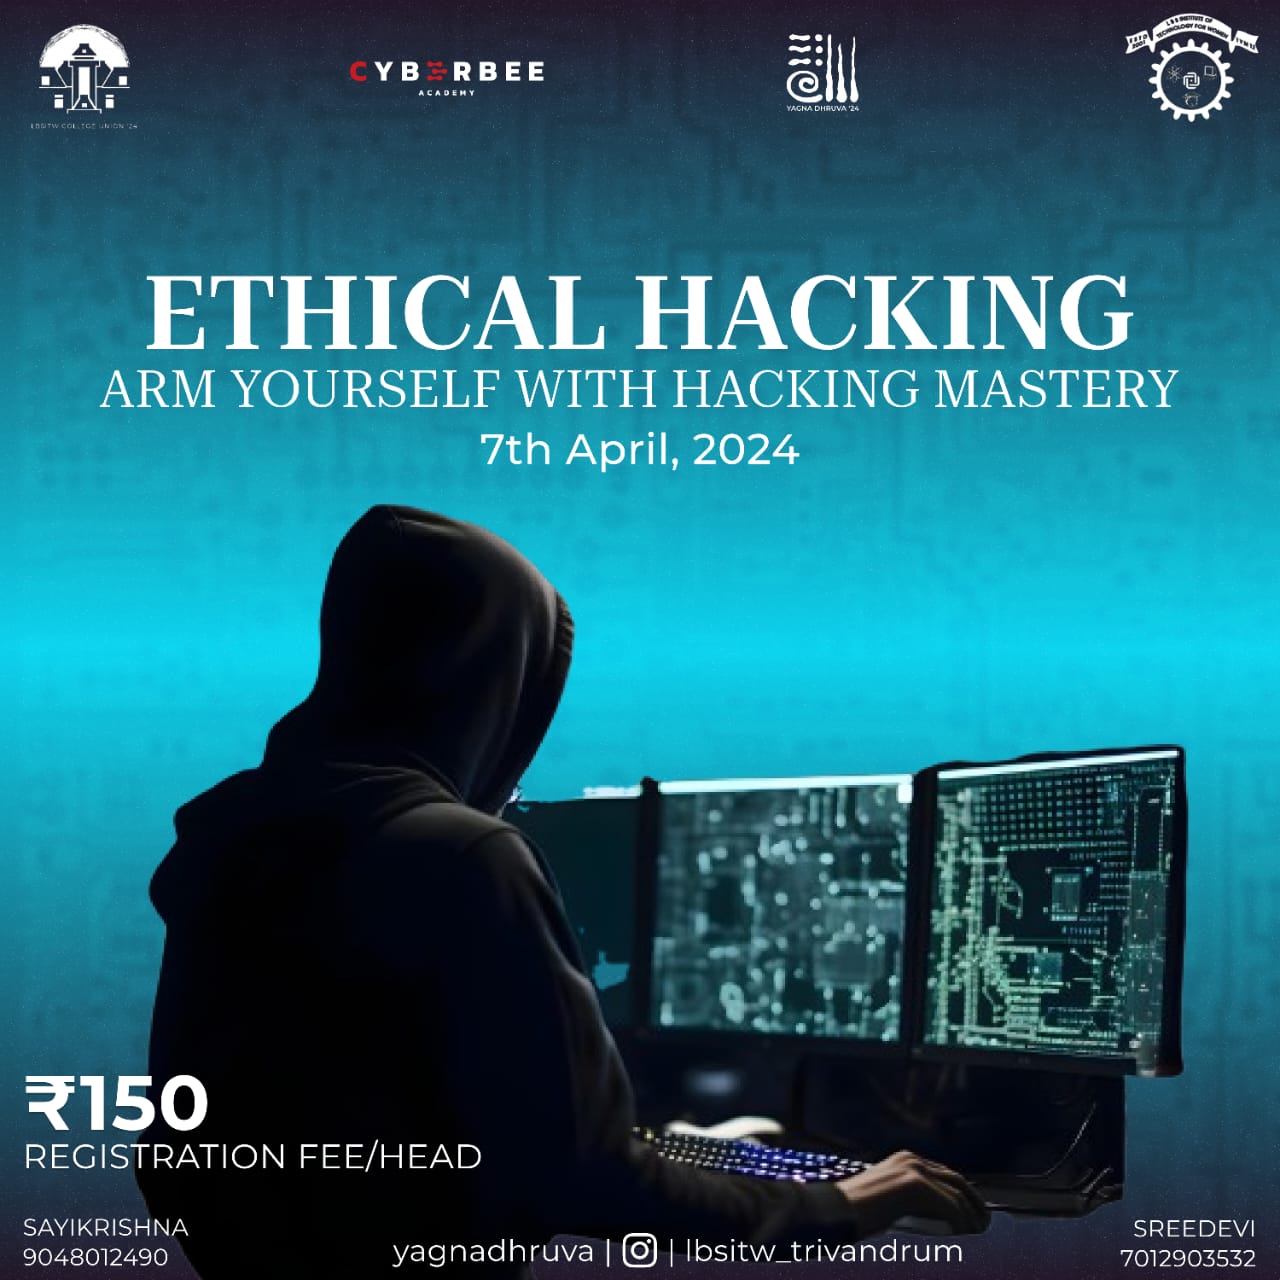 LBSITW COLLEGE UNION '24
CYBERBEE
ACADEMY
YAGNA DHRUVA '24
LBS INSTITUTE OF
TECHNOLOGY FOR WOMEN
ETHICAL HACKING
ARM YOURSELF WITH HACKING MASTERY
7th April, 2024
₹150
REGISTRATION FEE/HEAD
SAYIKRISHNA
9048012490
yagnadhruva | | lbsitw_trivandrum
SREEDEVI
7012903532